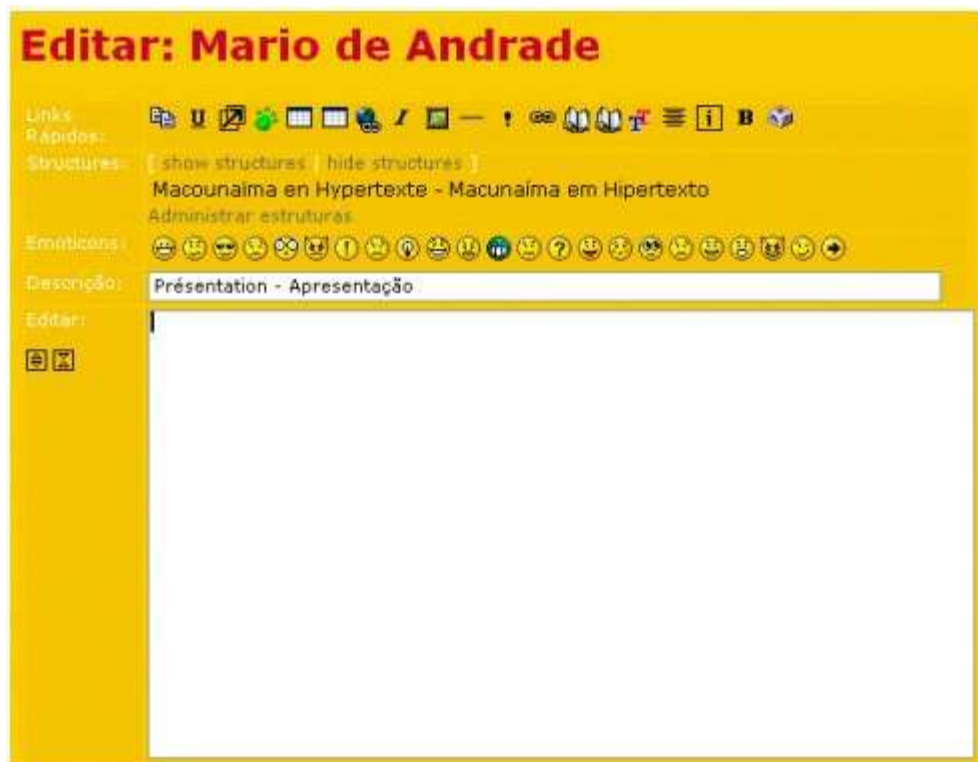 Editar: Mario de Andrade
Links Rápidos:
Structures: [ show structures | hide structures ]
Macounaïma en Hypertexte - Macunaíma em Hipertexto
Administrar estruturas
Emoticons:
Descrição: Présentation - Apresentação
Editar: